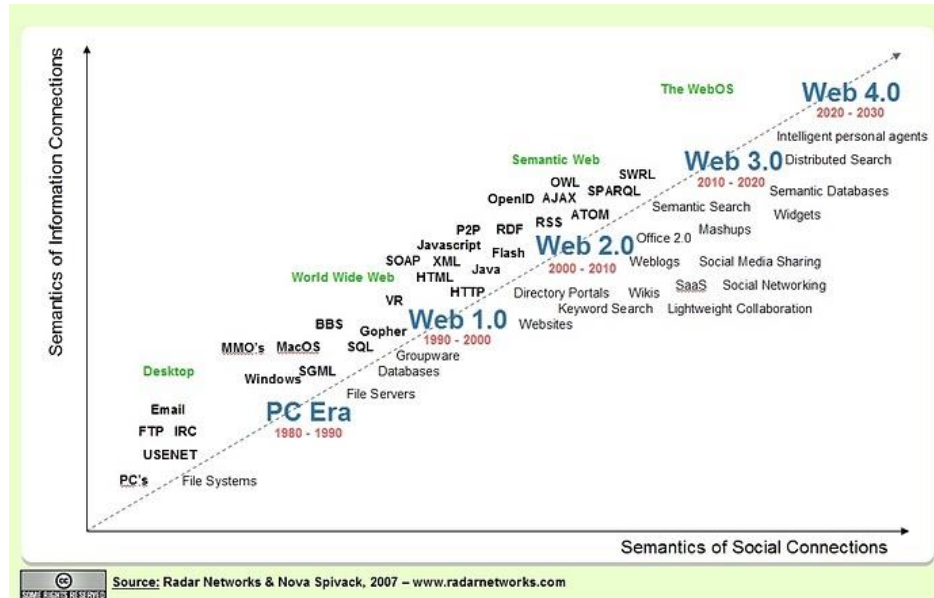 Semantics of Information Connections
The WebOS
Web 4.0
2020 - 2030
Intelligent personal agents
Semantic Web
Web 3.0
Distributed Search
2010 - 2020
SWRL
OWL
SPARQL
Semantic Databases
OpenID
AJAX
Semantic Search
Widgets
ATOM
RSS
P2P
RDF
Mashups
Office 2.0
Javascript
Web 2.0
Flash
SOAP
XML
Weblogs
Social Media Sharing
2000 - 2010
Java
World Wide Web
HTML
SaaS
Social Networking
HTTP
Directory Portals
Wikis
VR
Keyword Search
Lightweight Collaboration
Web 1.0
BBS
Websites
Gopher
1990 - 2000
MMO's
MacOS
SQL
Groupware
Desktop
SGML
Databases
Windows
File Servers
Email
PC Era
1980 - 1990
FTP
IRC
USENET
PC's
File Systems
Semantics of Social Connections
cc
SOME RIGHTS RESERVED
Source: Radar Networks & Nova Spivack, 2007 – www.radarnetworks.com